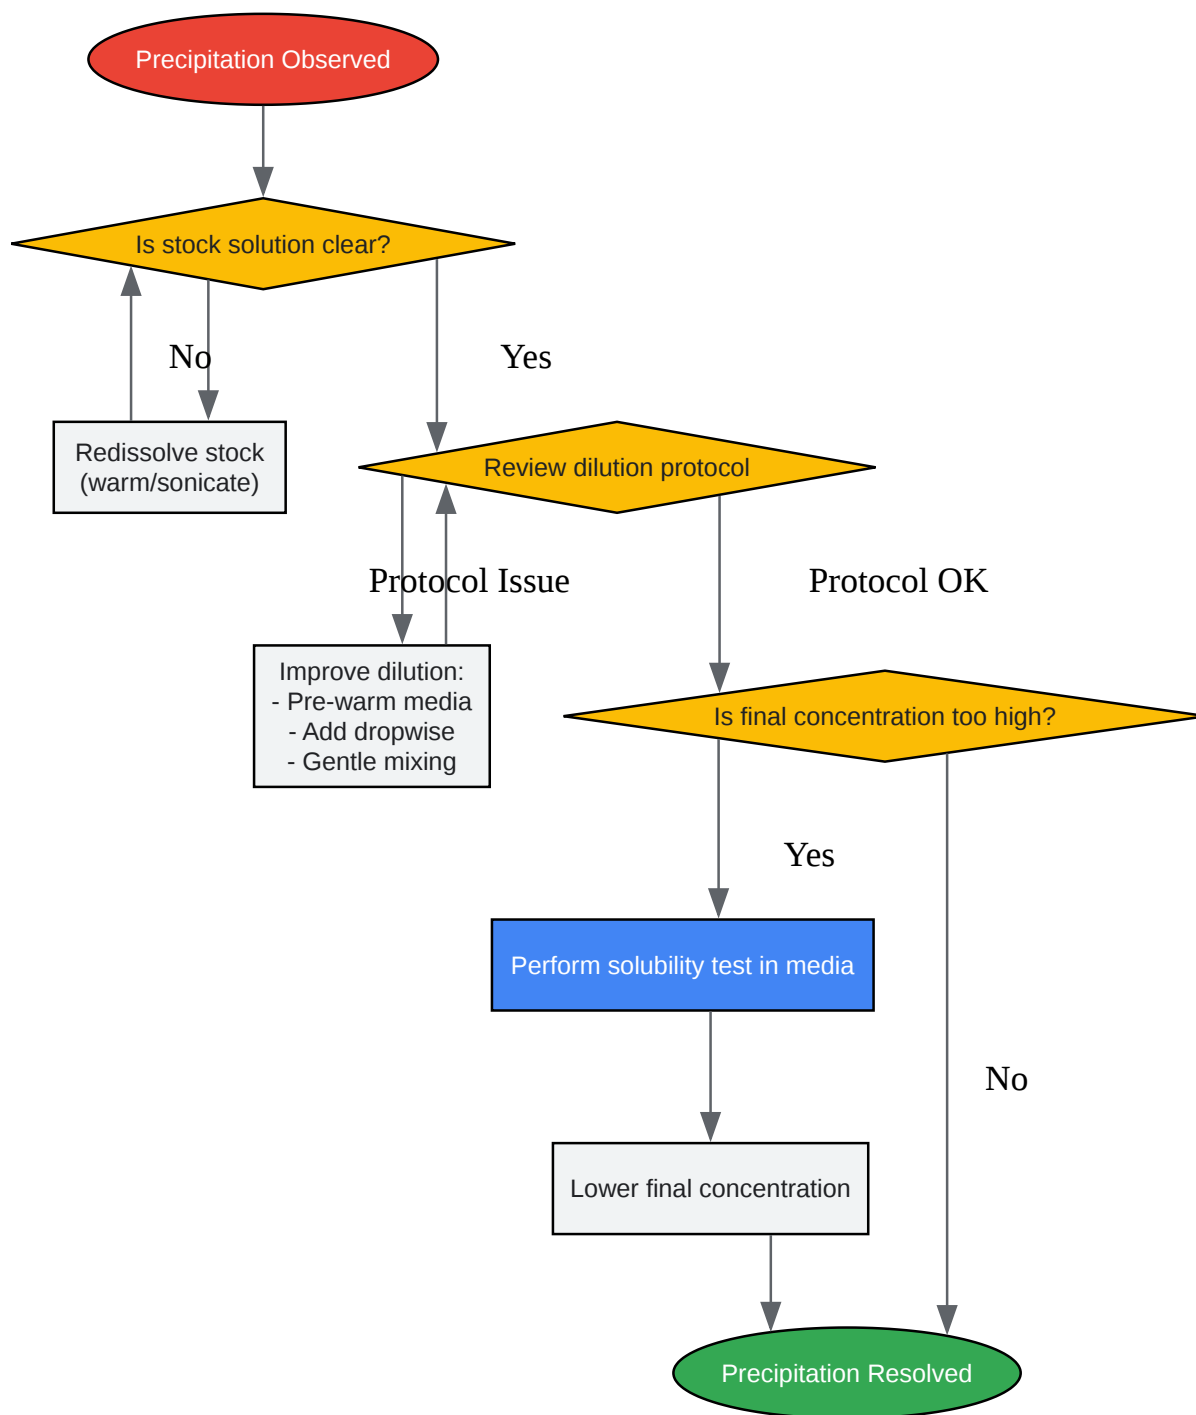 Precipitation Observed
Is stock solution clear?
No
Yes
Redissolve stock
(warm/sonicate)
Review dilution protocol
Protocol Issue
Protocol OK
Improve dilution:
- Pre-warm media
- Add dropwise
- Gentle mixing
Is final concentration too high?
Yes
Perform solubility test in media
No
Lower final concentration
Precipitation Resolved